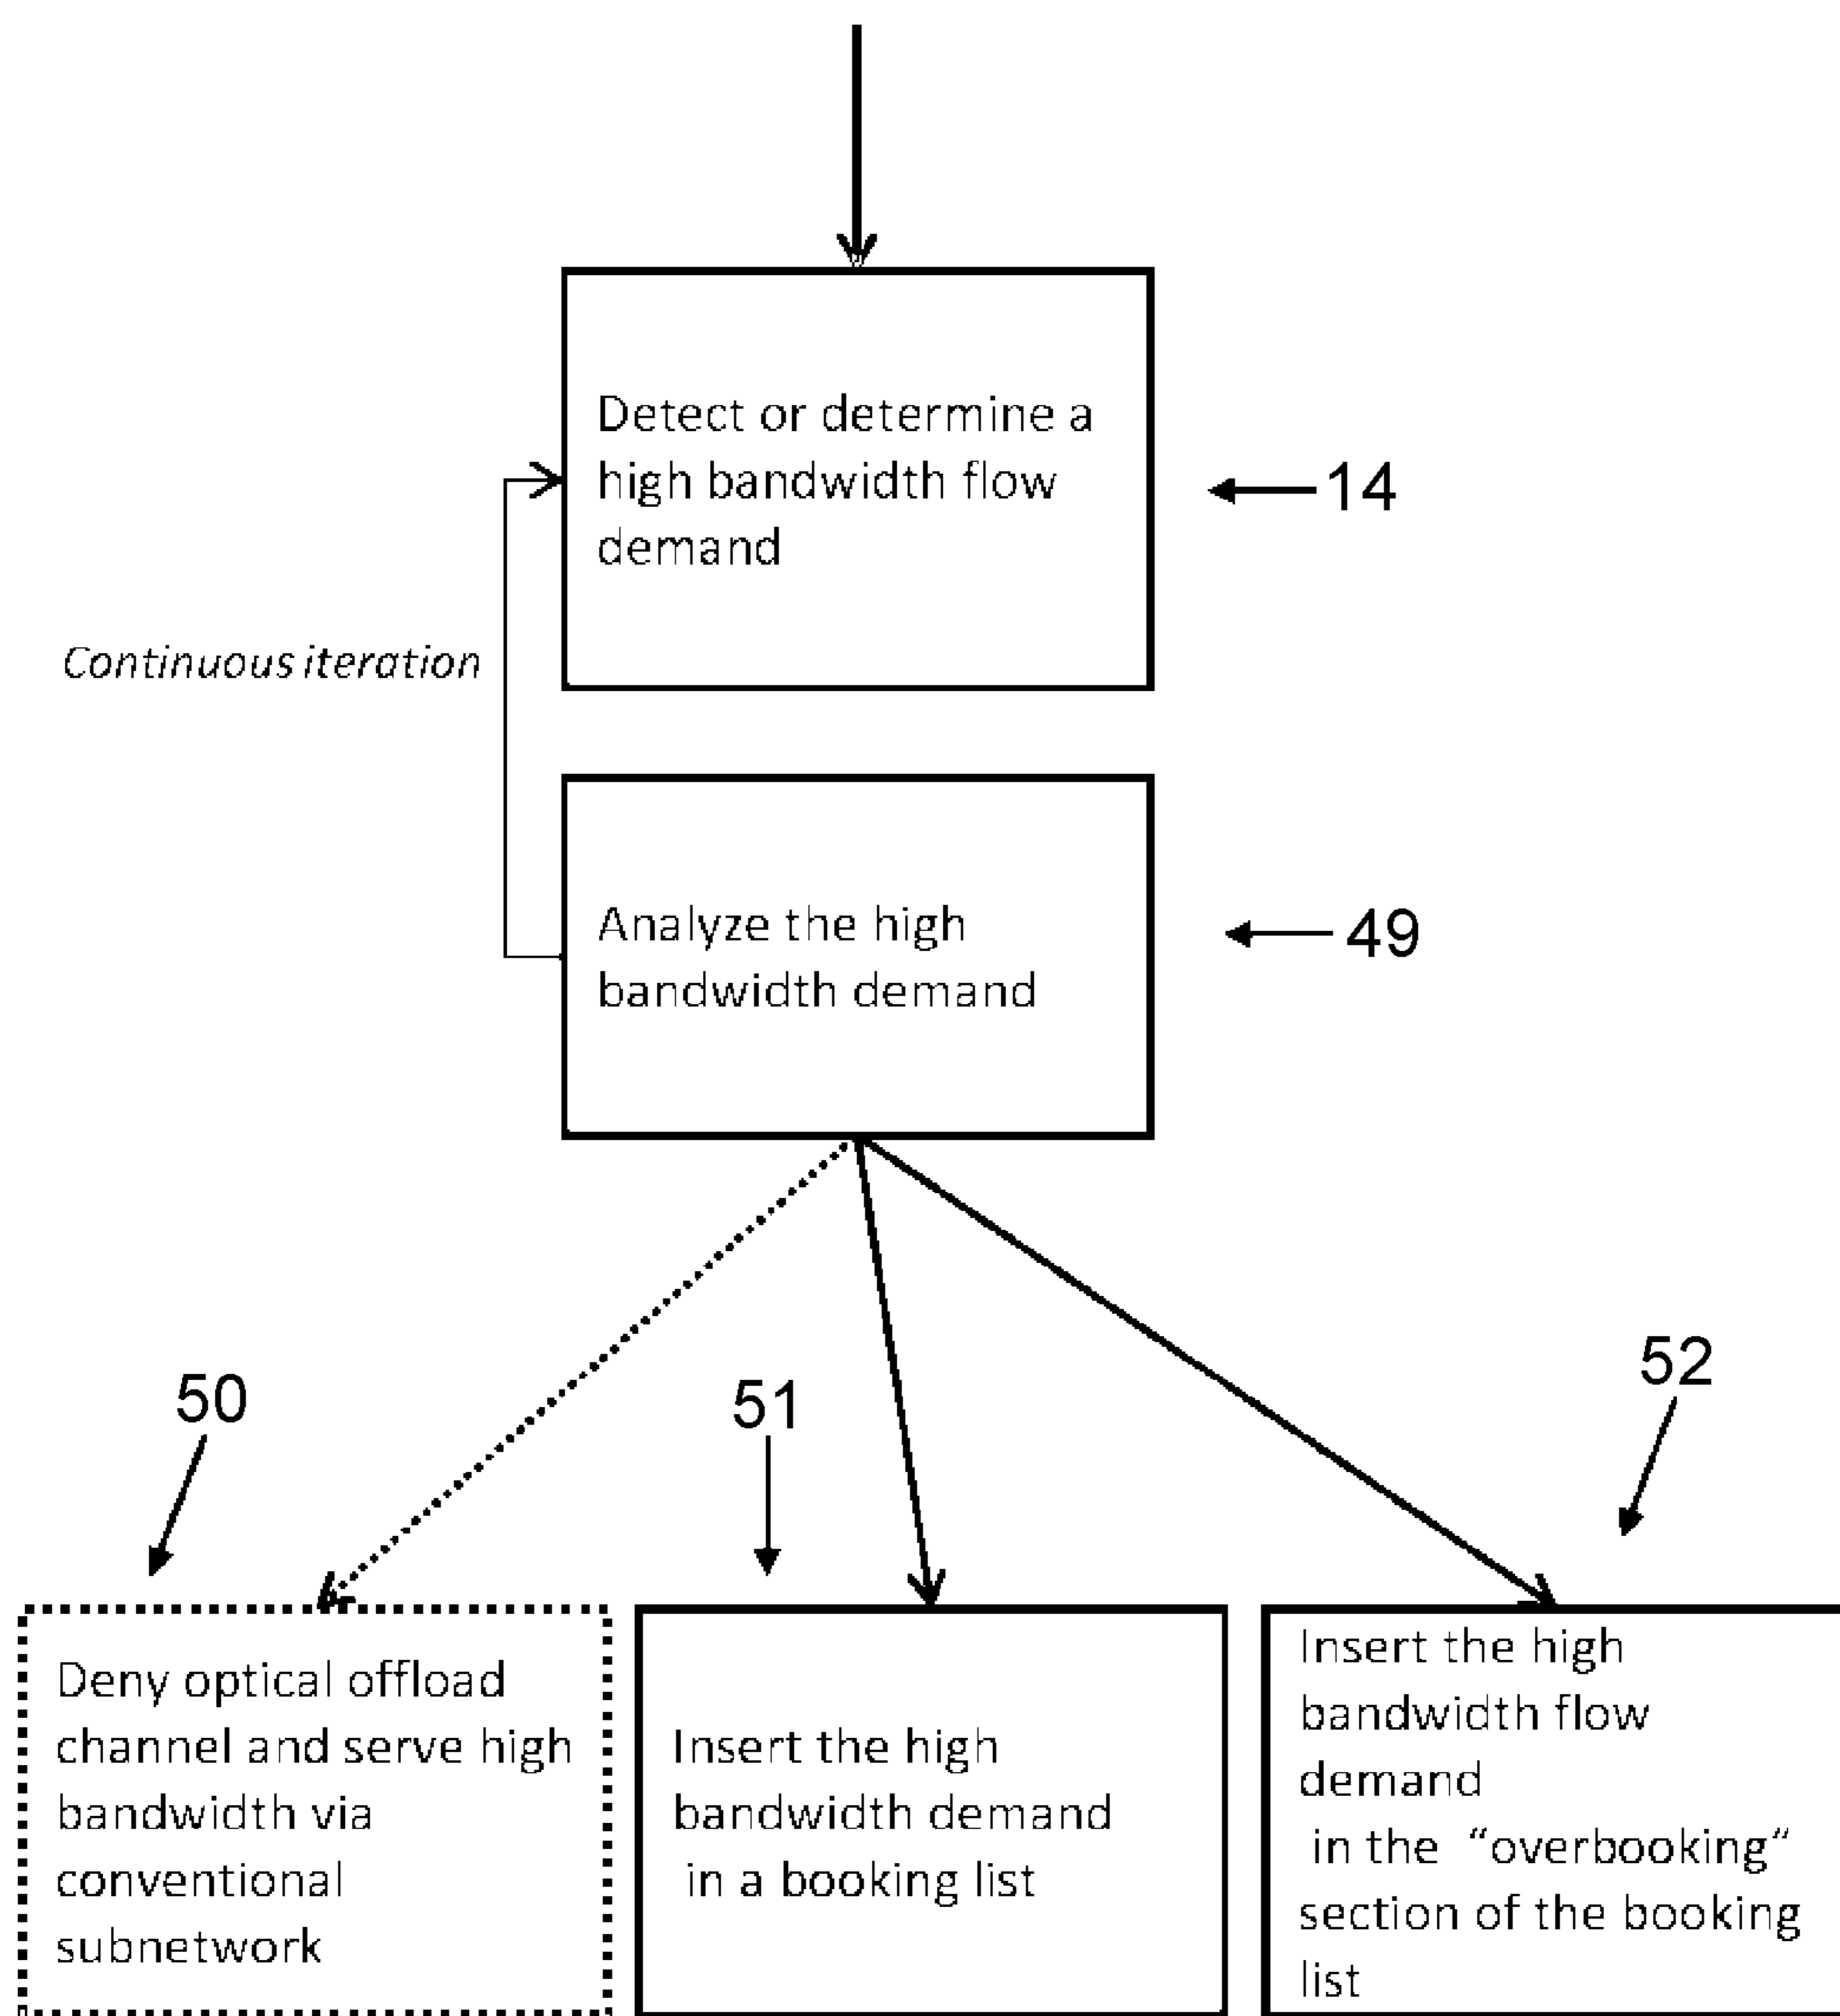 Detect or determine a
high bandwidth flow
demand
14
Continuous iteration
Analyze the high
bandwidth demand
49
50
51
52
Deny optical offload
channel and serve high
bandwidth via
conventional
subnetwork
Insert the high
bandwidth demand
in a booking list
Insert the high
bandwidth flow
demand
in the “overbooking“
section of the booking
list